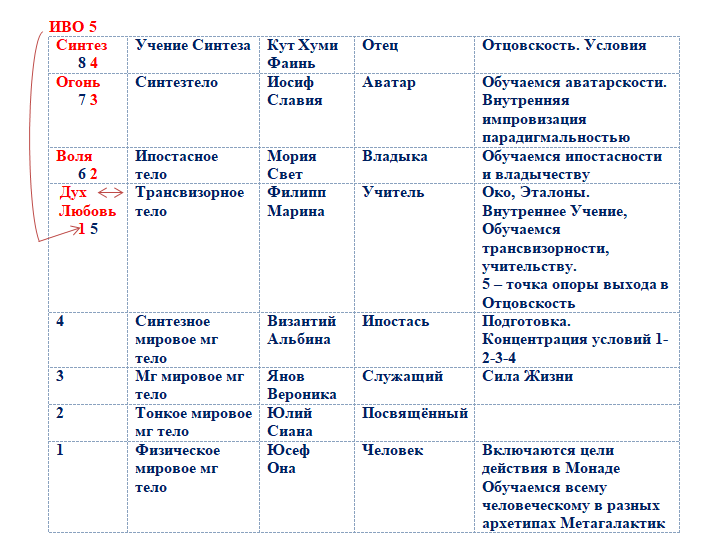 ИВО 5
Синтез Учение Синтеза Кут Хуми Отец Отцовскость. Условия
8 4 Фаинь
Огонь Синтезтело Иосиф Аватар Обучаемся аватарскости.
7 3 Славия Внутренняя
импровизация
парадигмальностью
Воля Ипостасное Мория Владыка Обучаемся ипостасности
6 2 тело Свет и владычеству
Дух Трансвизорное Филипп Учитель Око, Эталоны.
Любовь тело Марина Внутреннее Учение,
1 5 Обучаемся
трансвизорности,
учительству.
5 – точка опоры выхода в
Отцовскость
4 Синтезное Византий Ипостась Подготовка.
мировое мг Альбина Концентрация условий 1-
тело 2-3-4
3 Мг мировое мг Янов Служащий Сила Жизни
тело Вероника
2 Тонкое мировое Юлий Посвящённый
мг тело Сиана
1 Физическое Юсеф Человек Включаются цели
мировое мг Она действия в Монаде
тело Обучаемся всему
человеческому в разных
архетипах Метагалактик